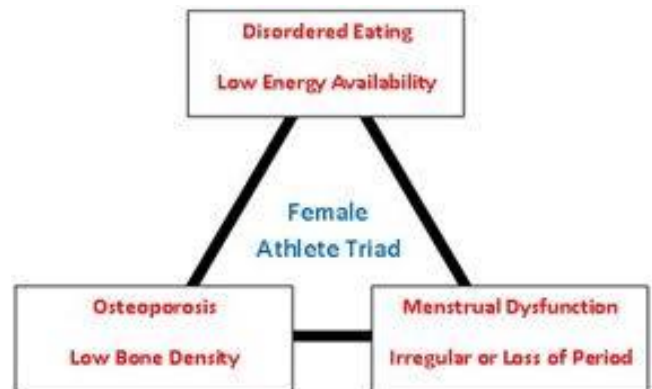 Disordered Eating
Low Energy Availability
Female
Athlete Triad
Osteoporosis
Low Bone Density
Menstrual Dysfunction
Irregular or Loss of Period